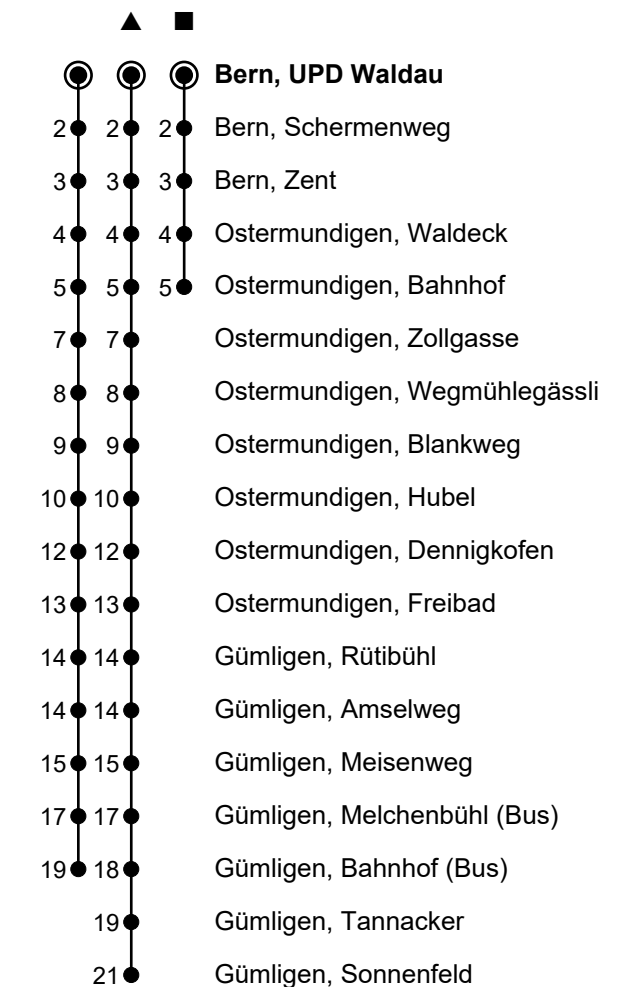 ▲ ■
Bern, UPD Waldau
2 2 2 Bern, Schermenweg
3 3 3 Bern, Zent
4 4 4 Ostermundigen, Waldeck
5 5 5 Ostermundigen, Bahnhof
7 7 Ostermundigen, Zollgasse
8 8 Ostermundigen, Wegmühlegässli
9 9 Ostermundigen, Blankweg
10 10 Ostermundigen, Hubel
12 12 Ostermundigen, Dennigkofen
13 13 Ostermundigen, Freibad
14 14 Gümligen, Rütibühl
14 14 Gümligen, Amselweg
15 15 Gümligen, Meisenweg
17 17 Gümligen, Melchenbühl (Bus)
19 18 Gümligen, Bahnhof (Bus)
19 Gümligen, Tannacker
21 Gümligen, Sonnenfeld